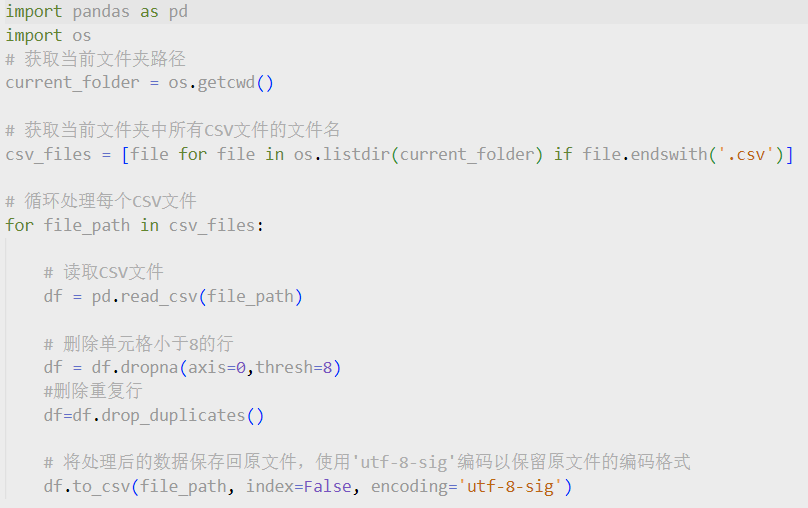 import pandas as pd
import os
# 获取当前文件夹路径
current_folder = os.getcwd()
# 获取当前文件夹中所有CSV文件的文件名
csv_files = [file for file in os.listdir(current_folder) if file.endswith('.csv')]
# 循环处理每个CSV文件
for file_path in csv_files:
    # 读取CSV文件
    df = pd.read_csv(file_path)
    # 删除单元格小于8的行
    df = df.dropna(axis=0,thresh=8)
    #删除重复行
    df=df.drop_duplicates()
    # 将处理后的数据保存回原文件，使用'utf-8-sig'编码以保留原文件的编码格式
    df.to_csv(file_path, index=False, encoding='utf-8-sig')